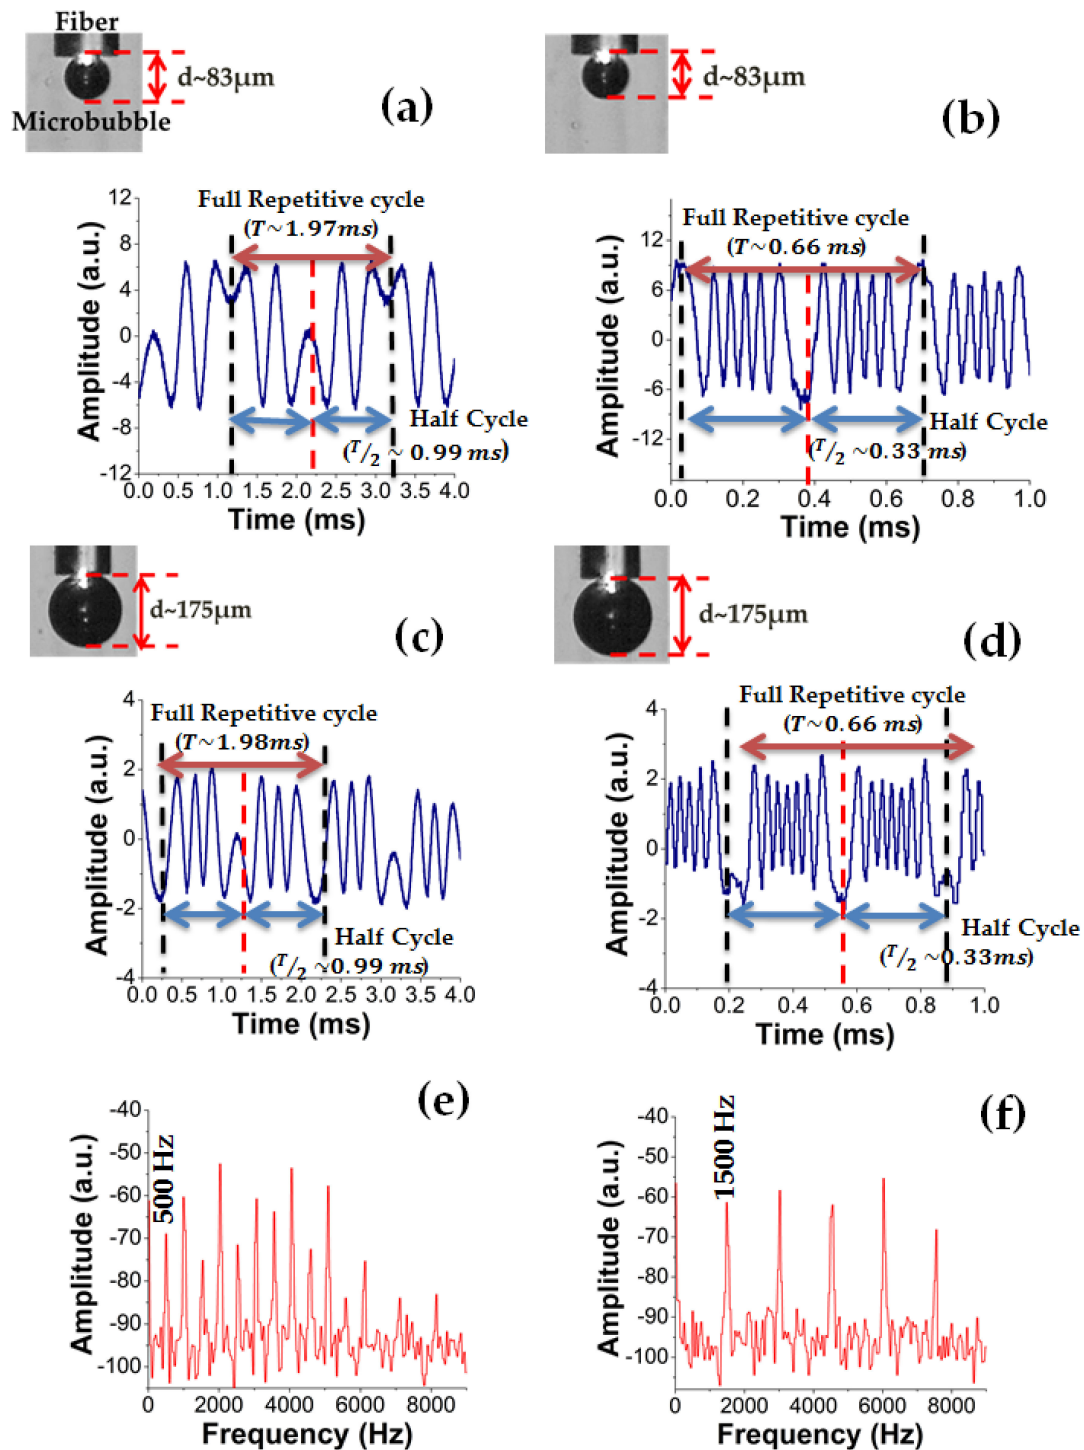 Fiber
d~83μm
Microbubble
(a)
d~83μm
(b)
Full Repetitive cycle
(T~1.97ms)
Amplitude (a.u.)
12
8
4
0
-4
-8
-12
Half Cycle
(T/2 ~ 0.99 ms)
0.0 0.5 1.0 1.5 2.0 2.5 3.0 3.5 4.0
Time (ms)
Full Repetitive cycle
(T~0.66 ms)
Amplitude (a.u.)
12
6
0
-6
-12
Half Cycle
(T/2 ~0.33 ms)
0.0 0.2 0.4 0.6 0.8 1.0
Time (ms)
d~175μm
(c)
d~175μm
(d)
Full Repetitive cycle
(T~1.98ms)
Amplitude (a.u.)
4
2
0
-2
-4
Half Cycle
(T/2 ~0.99 ms)
0.0 0.5 1.0 1.5 2.0 2.5 3.0 3.5 4.0
Time (ms)
Full Repetitive cycle
(T~0.66 ms)
Amplitude (a.u.)
4
2
0
-2
-4
Half Cycle
(T/2 ~0.33ms)
0.0 0.2 0.4 0.6 0.8 1.0
Time (ms)
(e)
500 Hz
Amplitude (a.u.)
-40
-50
-60
-70
-80
-90
-100
0 2000 4000 6000 8000
Frequency (Hz)
(f)
1500 Hz
Amplitude (a.u.)
-40
-50
-60
-70
-80
-90
-100
0 2000 4000 6000 8000
Frequency (Hz)